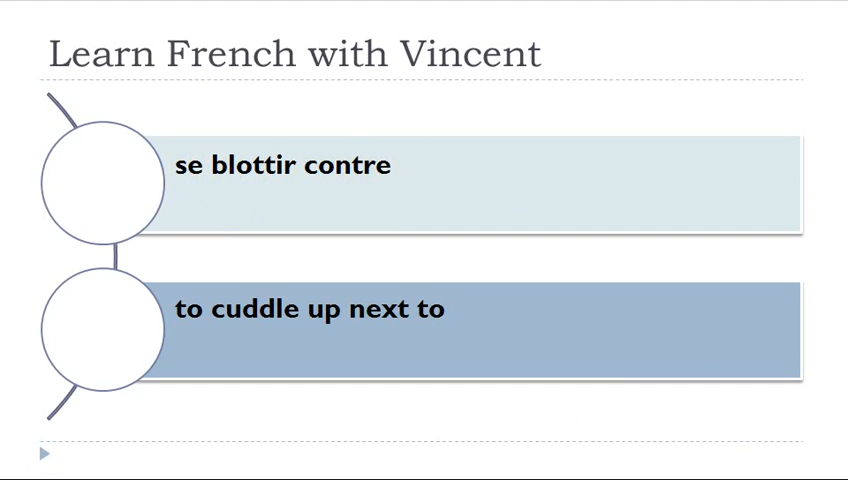 Learn French with Vincent
se blottir contre
to cuddle up next to